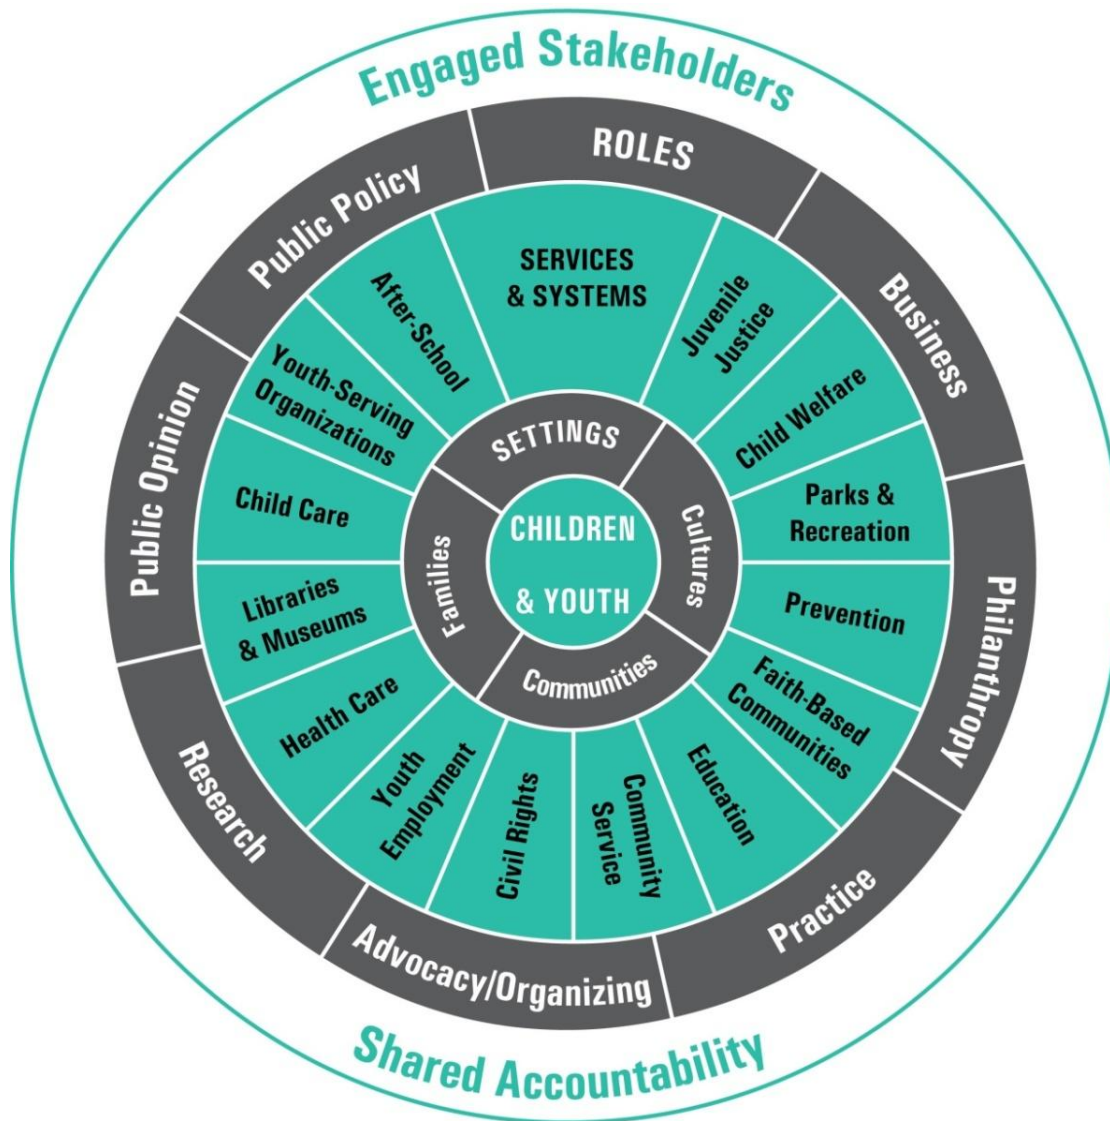 Engaged Stakeholders
ROLES
Business
Philanthropy
Practice
Advocacy/Organizing
Research
Public Opinion
Public Policy
SERVICES
& SYSTEMS
Juvenile
Justice
Child Welfare
Parks &
Recreation
Prevention
Faith-Based
Communities
Education
Community
Service
Civil Rights
Youth
Employment
Health Care
Libraries
& Museums
Child Care
Youth-Serving
Organizations
After-School
SETTINGS
Cultures
Communities
Families
CHILDREN
& YOUTH
Shared Accountability